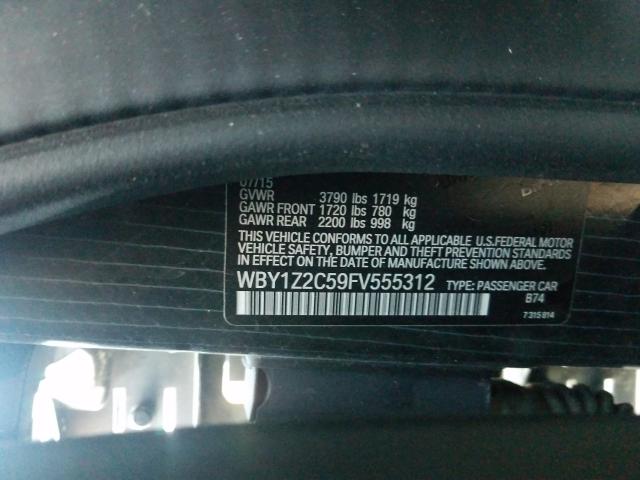 07/15
GVWR 3790 lbs 1719 kg
GAWR FRONT 1720 lbs 780 kg
GAWR REAR 2200 lbs 998 kg
THIS VEHICLE CONFORMS TO ALL APPLICABLE U.S.FEDERAL MOTOR
VEHICLE SAFETY, BUMPER AND THEFT PREVENTION STANDARDS
IN EFFECT ON THE DATE OF MANUFACTURE SHOWN ABOVE.
WBY1Z2C59FV555312 TYPE: PASSENGER CAR
B74
7 315 814